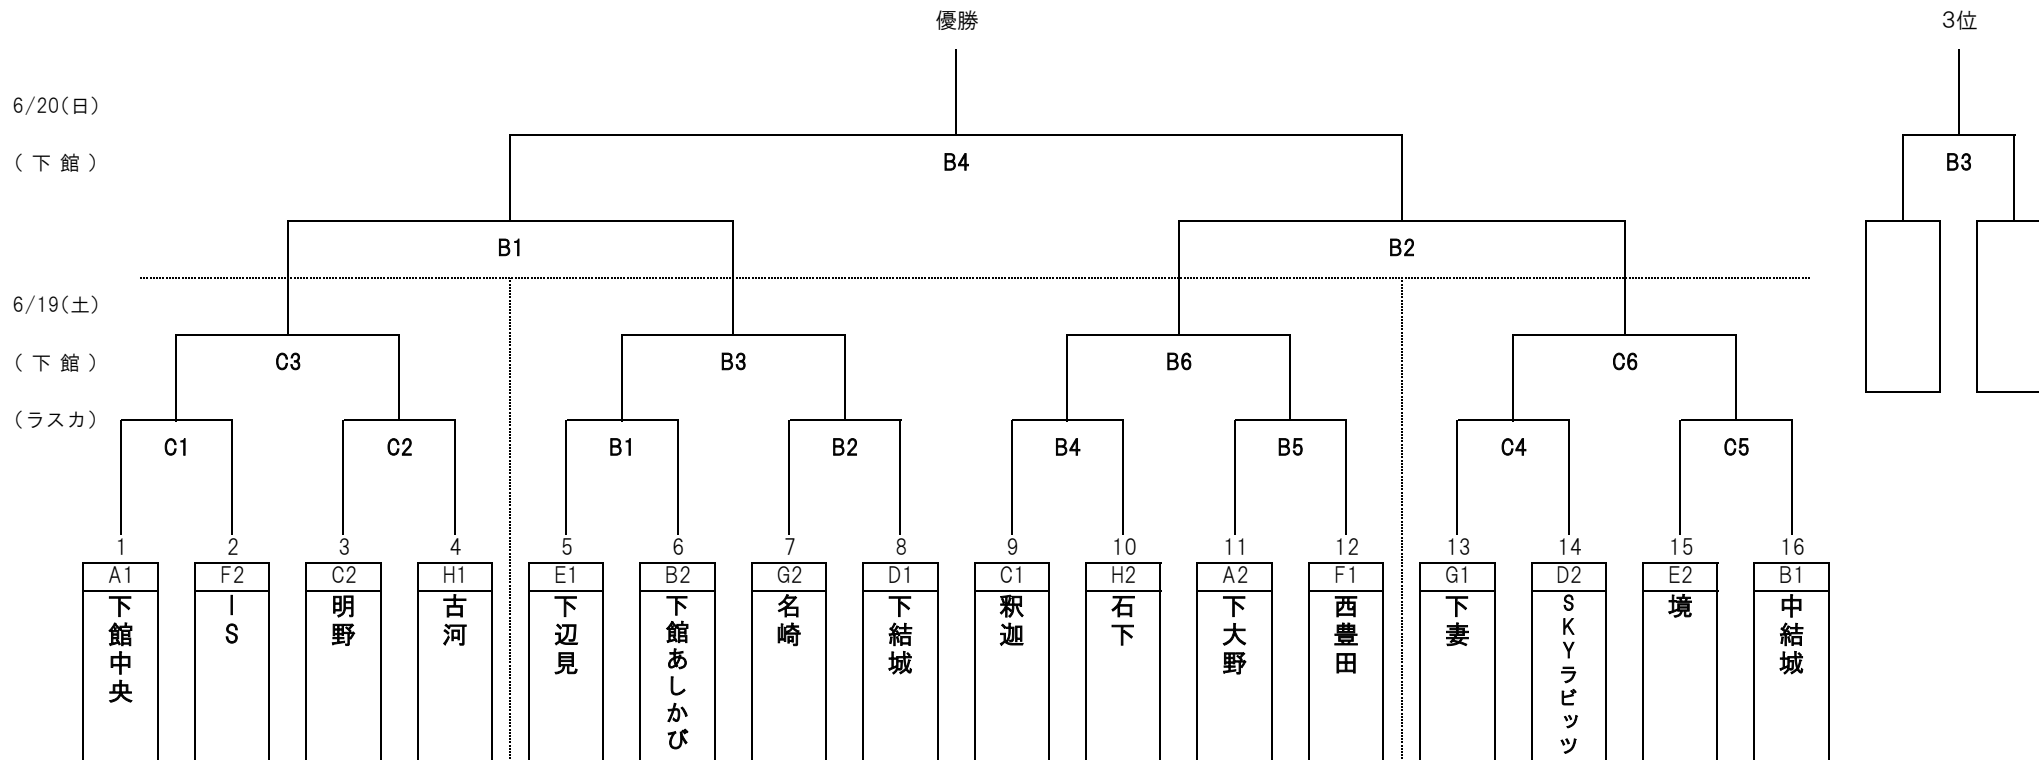 優勝
3位
6/20(日)
(下館)
B4
B3
B1
B2
6/19(土)
(下館)
C3
B3
B6
C6
(ラスカ)
C1
C2
B1
B2
B4
B5
C4
C5
1 2 3 4 5 6 7 8 9 10 11 12 13 14 15 16
A1 F2 C2 H1 E1 B2 G2 D1 C1 H2 A2 F1 G1 D2 E2 B1
下館中央
IS
明野
古河
下辺見
下館あしかび
名崎
下結城
釈迦
石下
下大野
西豊田
下妻
SKYラビッツ
境
中結城